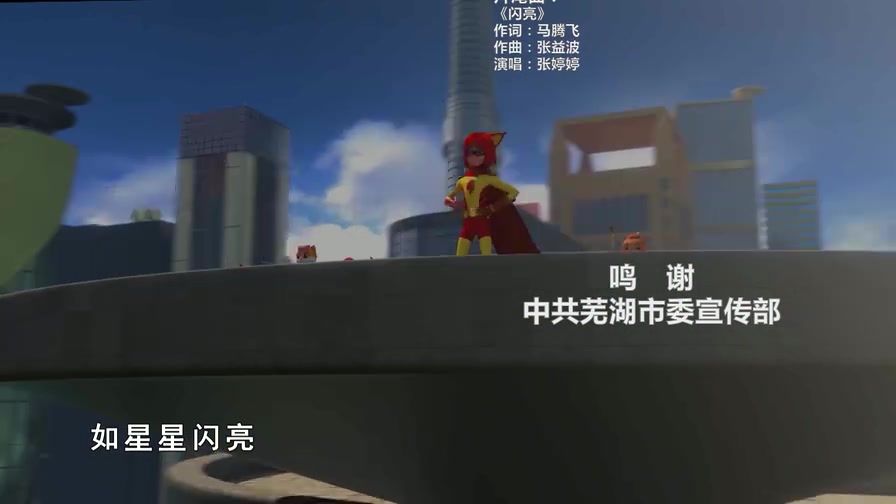 《闪亮》
作词：马腾飞
作曲：张益波
演唱：张婷婷
鸣 谢
中共芜湖市委宣传部
如星星闪亮